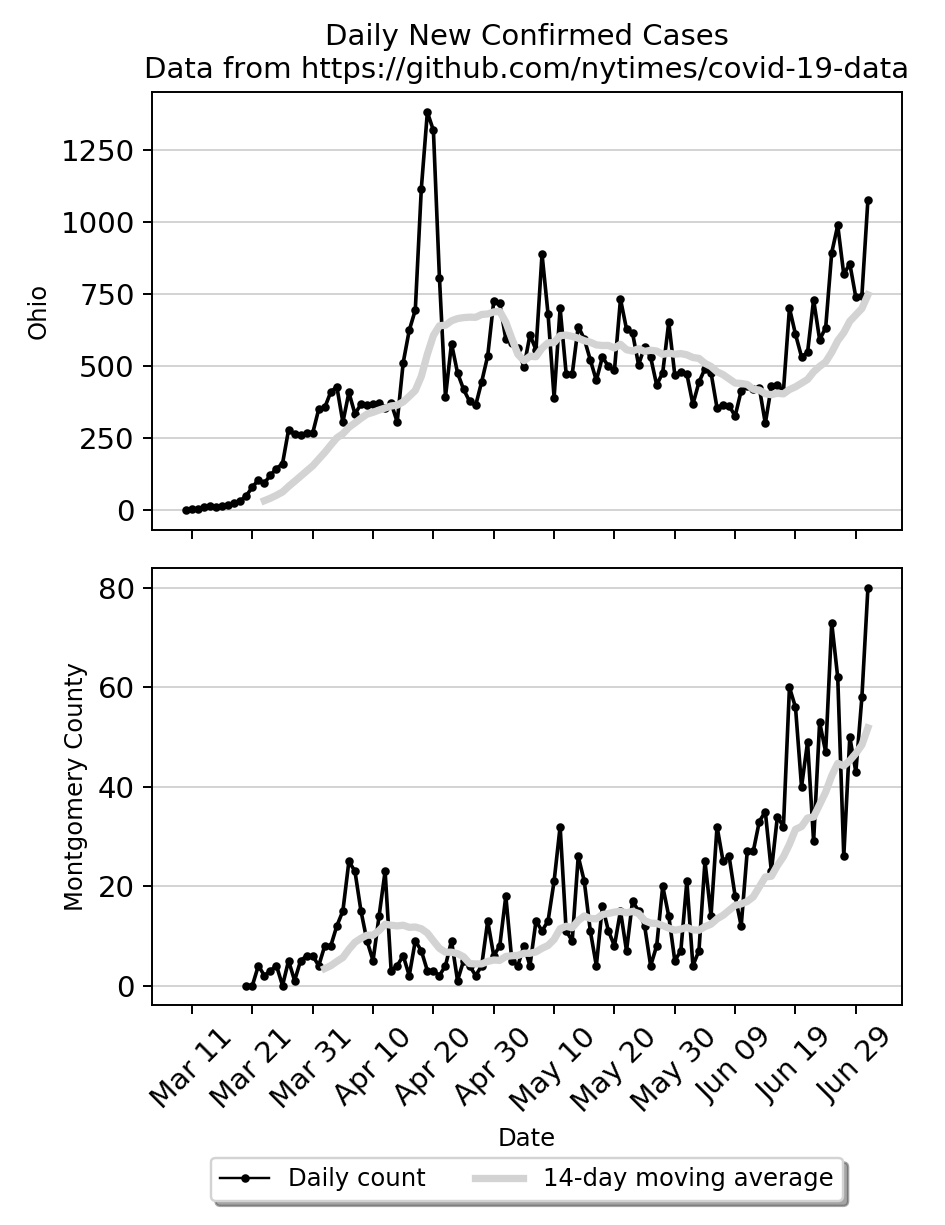 Daily New Confirmed Cases
Data from https://github.com/nytimes/covid-19-data
1250
1000
750
500
250
0
Ohio
80
60
40
20
0
Montgomery County
Mar 11
Mar 21
Mar 31
Apr 10
Apr 20
Apr 30
May 10
May 20
May 30
Jun 09
Jun 19
Jun 29
Date
Daily count
14-day moving average